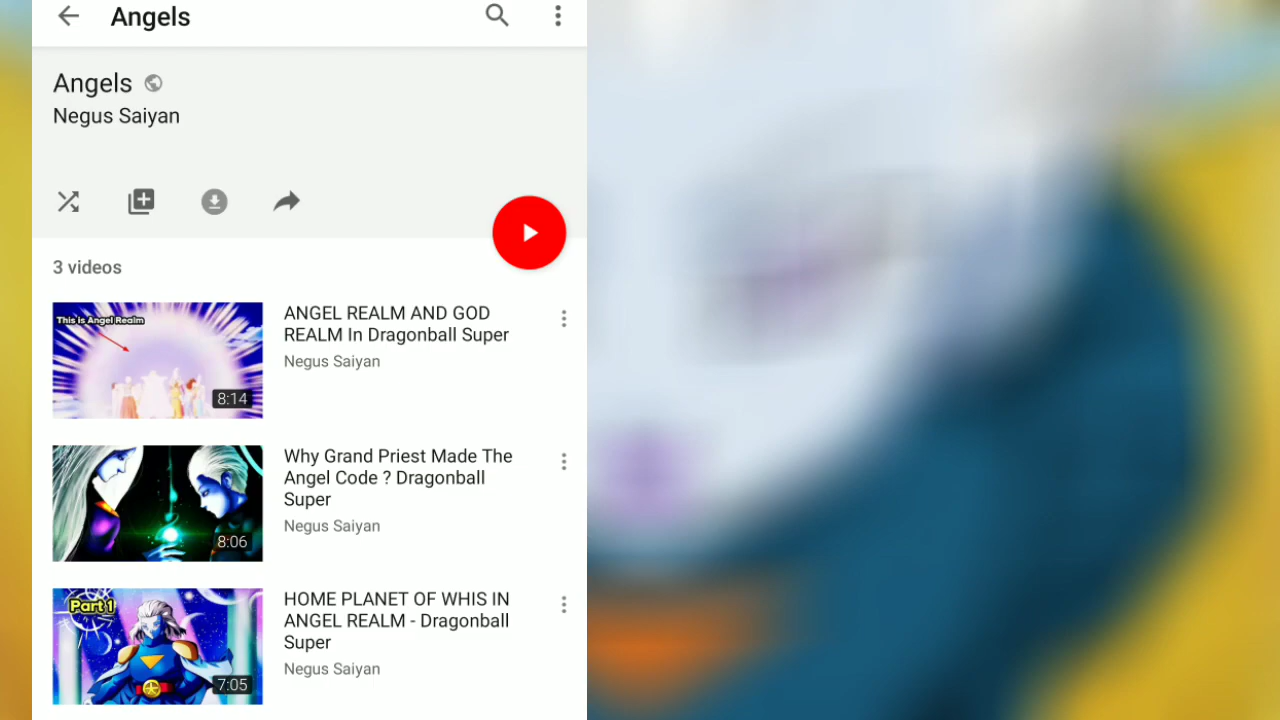 Angels
Angels
Negus Saiyan
3 videos
This is Angel Realm
8:14
ANGEL REALM AND GOD
REALM In Dragonball Super
Negus Saiyan
8:06
Why Grand Priest Made The
Angel Code ? Dragonball
Super
Negus Saiyan
Part 1
7:05
HOME PLANET OF WHIS IN
ANGEL REALM - Dragonball
Super
Negus Saiyan